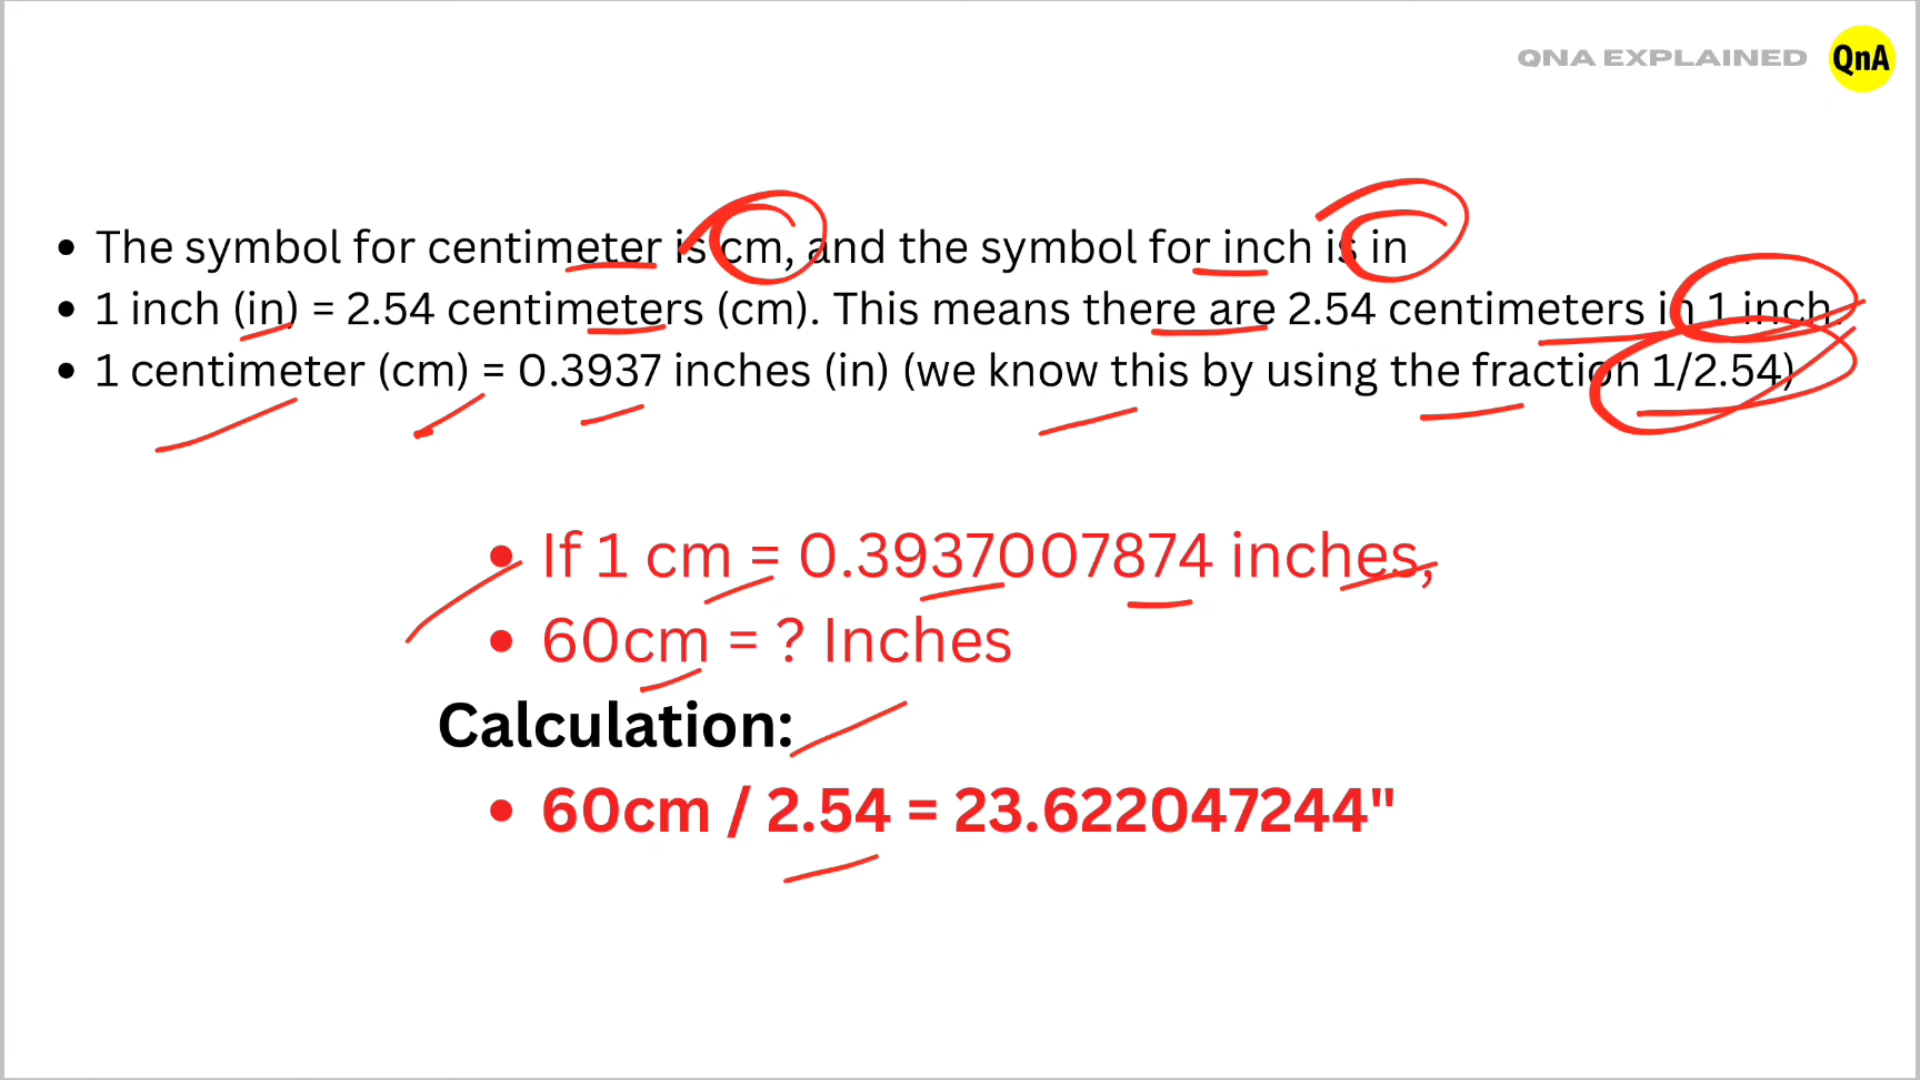 QNA EXPLAINED QnA
• The symbol for centimeter is cm, and the symbol for inch is in
• 1 inch (in) = 2.54 centimeters (cm). This means there are 2.54 centimeters in 1 inch.
• 1 centimeter (cm) = 0.3937 inches (in) (we know this by using the fraction 1/2.54)
• If 1 cm = 0.3937007874 inches,
• 60cm = ? Inches
Calculation:
• 60cm / 2.54 = 23.622047244"